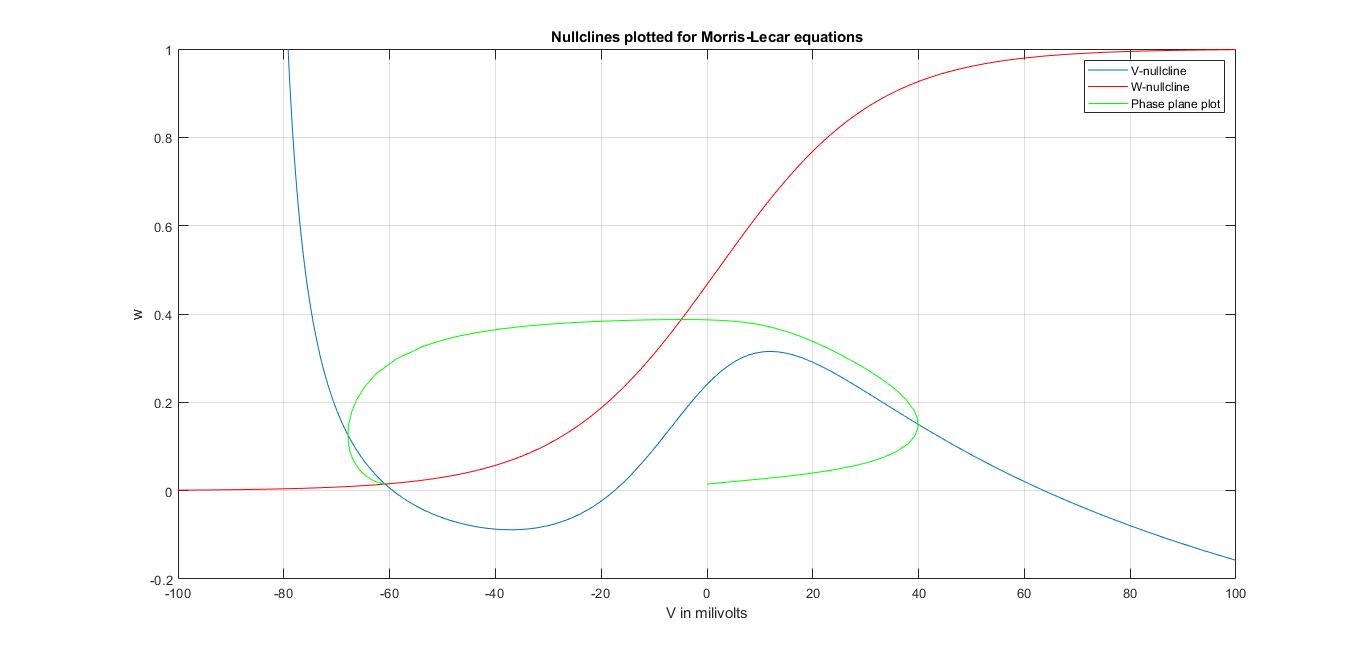 Nullclines plotted for Morris-Lecar equations
V-nullcline
W-nullcline
Phase plane plot
1
0.8
0.6
0.4
0.2
0
-0.2
w
-100 -80 -60 -40 -20 0 20 40 60 80 100
V in milivolts